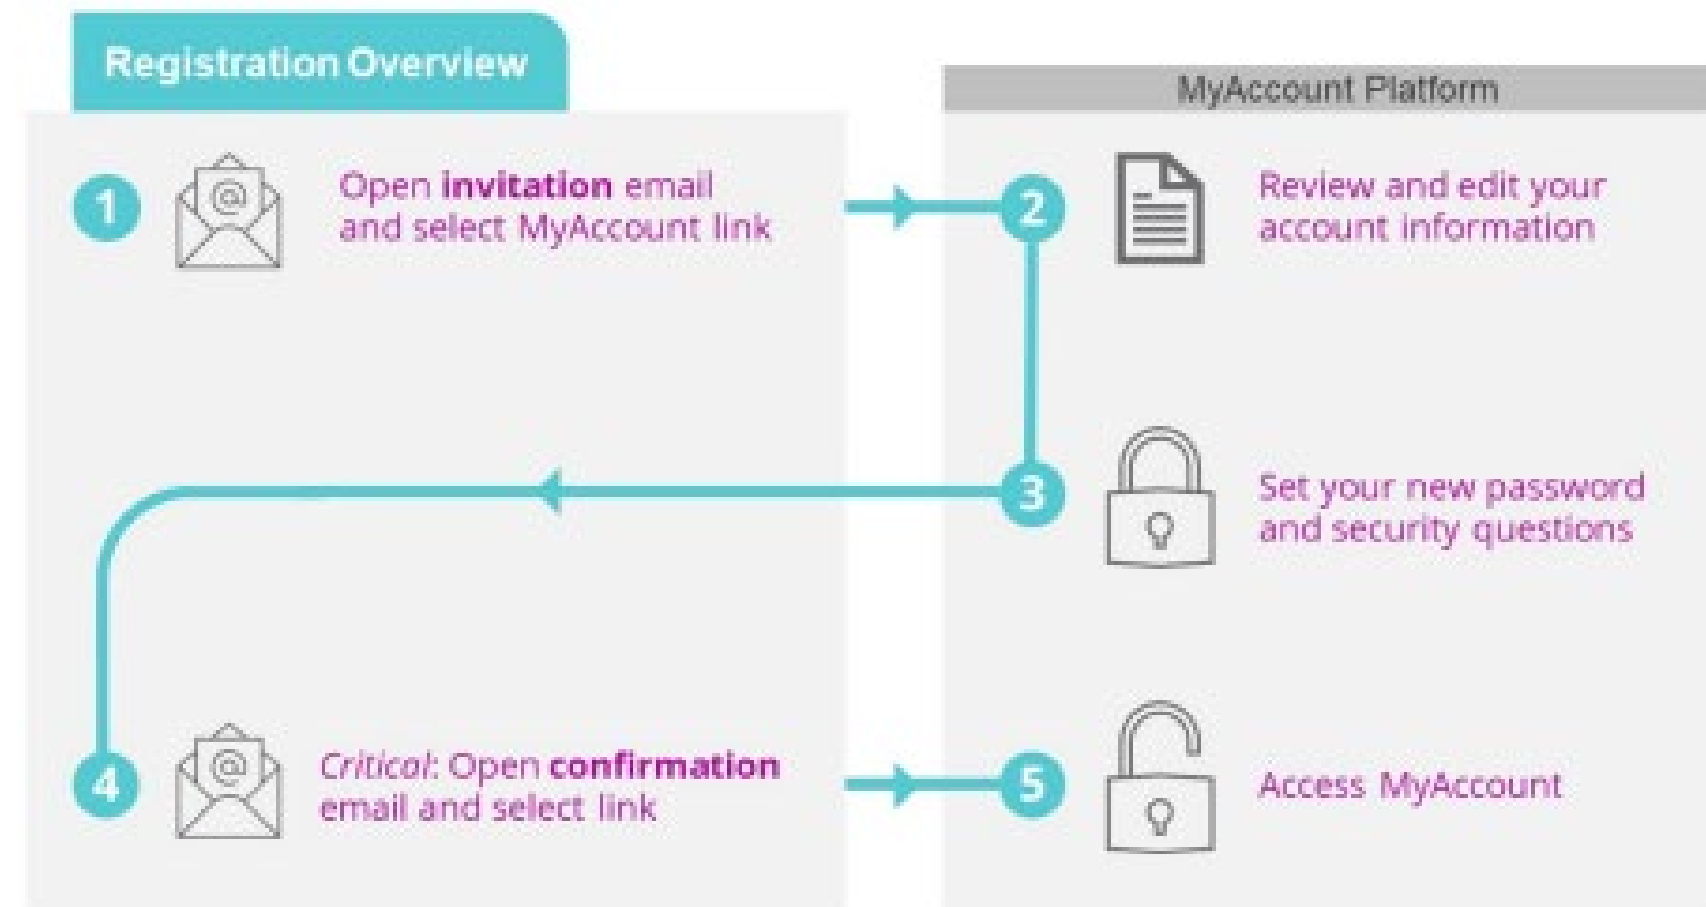 Registration Overview
MyAccount Platform
1
Open invitation email
and select MyAccount link
2
Review and edit your
account information
3
Set your new password
and security questions
4
Critical: Open confirmation
email and select link
5
Access MyAccount